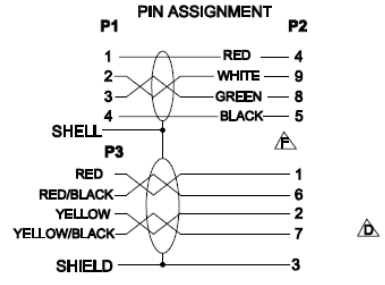 PIN ASSIGNMENT
P1 P2
1 RED 4
2 WHITE 9
3 GREEN 8
4 BLACK 5
SHELL
F
P3
RED 1
RED/BLACK 6
YELLOW 2
YELLOW/BLACK 7
D
SHIELD 3